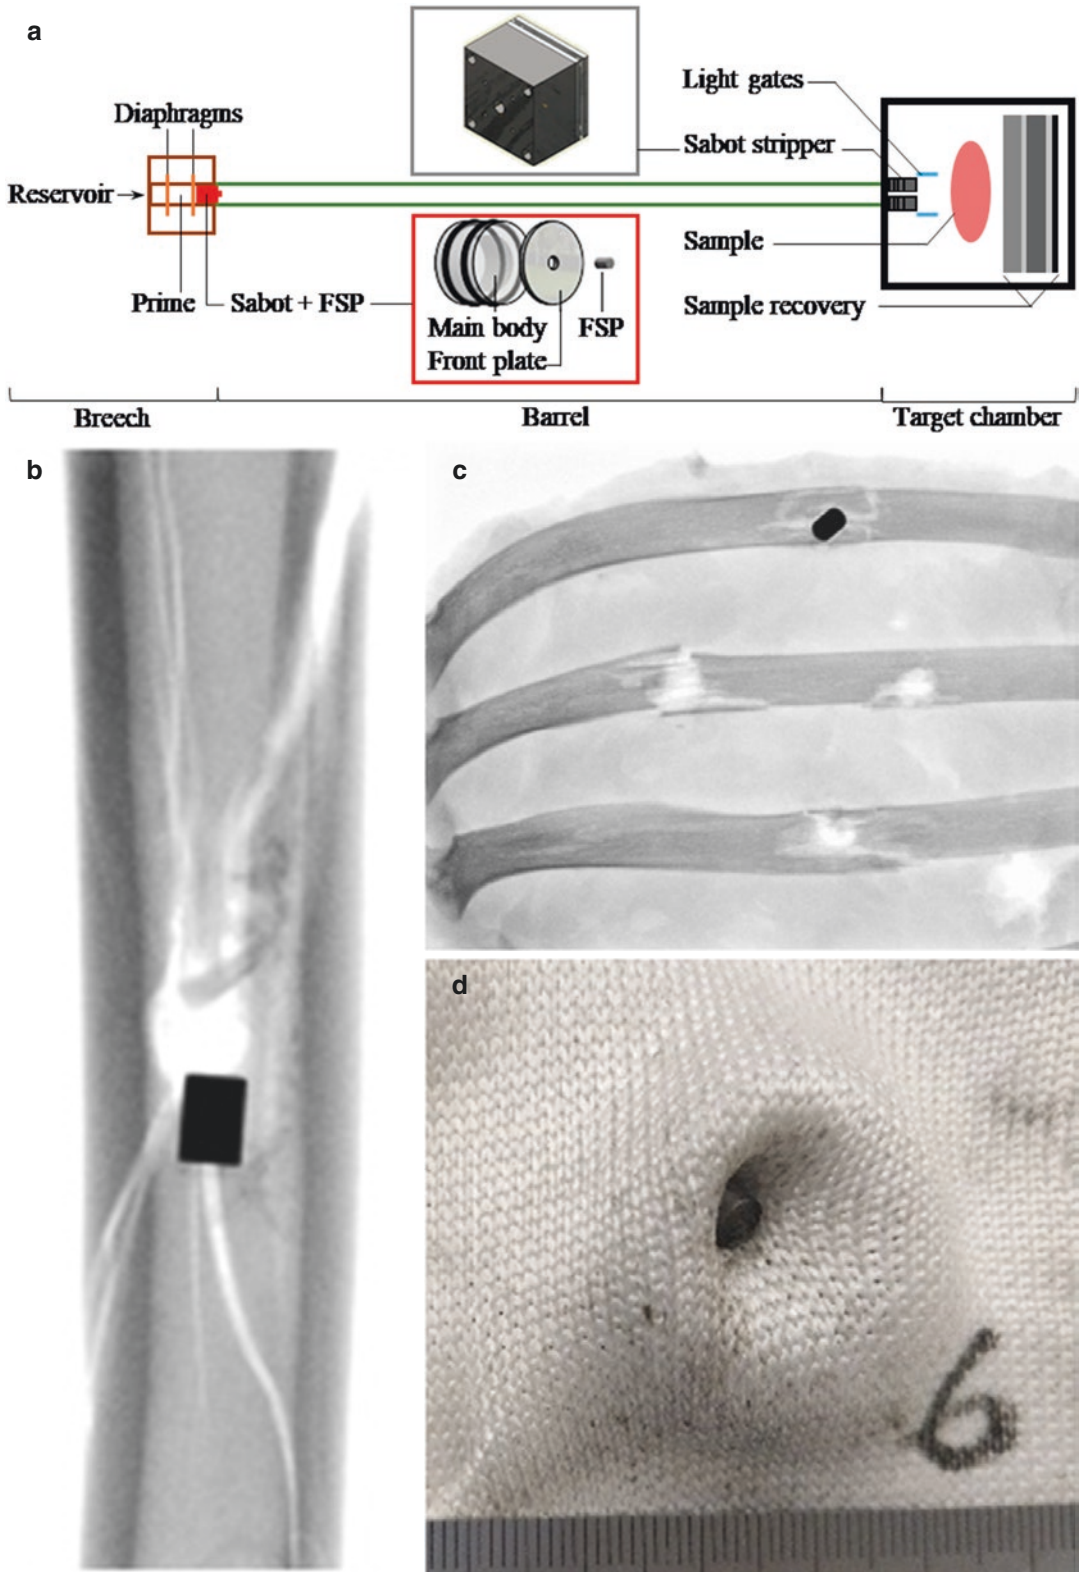 a
Light gates
Diaphragms
Sabot stripper
Reservoir
Sample
Prime
Sabot + FSP
Main body
FSP
Front plate
Sample recovery
Breech
Barrel
Target chamber
b
c
d
6